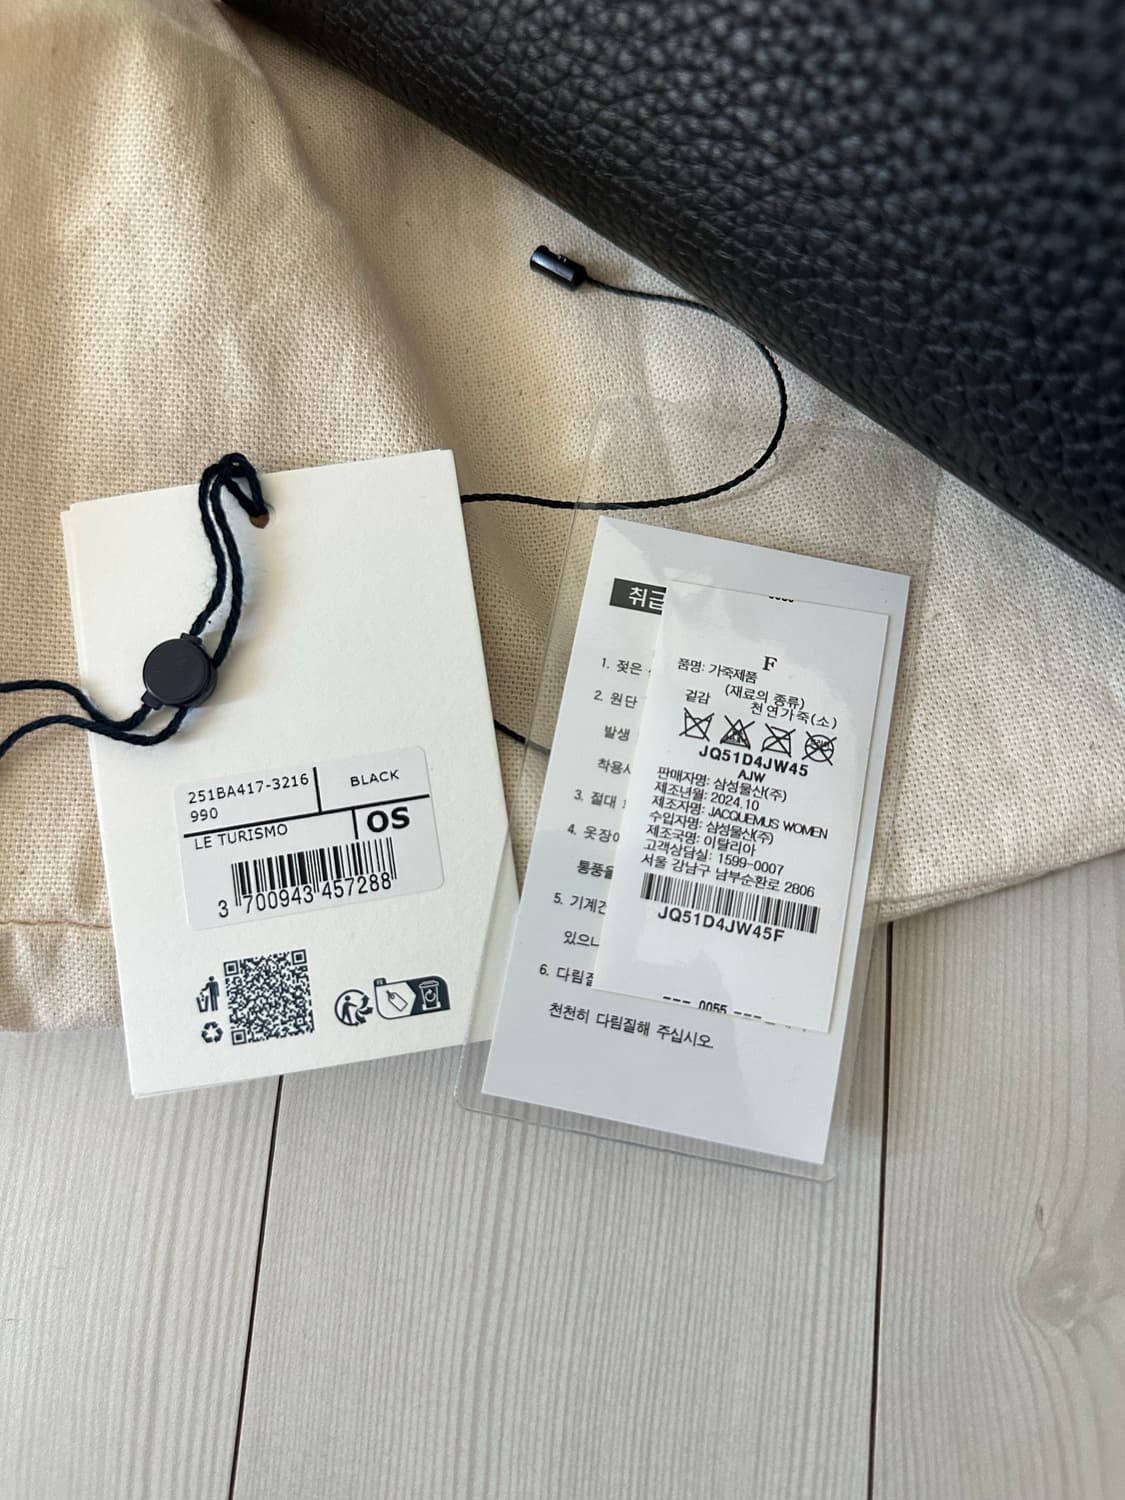 251BA417-3216
990
BLACK
LE TURISMO
OS
3 700943 457288
취급
1. 젖은
2. 원단
발생
착용시
3. 절대
4. 옷장에
통풍을
5. 기계건
있으니
6. 다림질
천천히 다림질해 주십시오.
F
품명: 가죽제품
(재료의 종류)
겉감
천연가죽(소)
JQ51D4JW45
AJW
판매자명: 삼성물산(주)
제조년월: 2024.10
제조자명: JACQUEMUS WOMEN
수입자명: 삼성물산(주)
제조국명: 이탈리아
고객상담실: 1599-0007
서울 강남구 남부순환로 2806
JQ51D4JW45F
--- 0055 ---